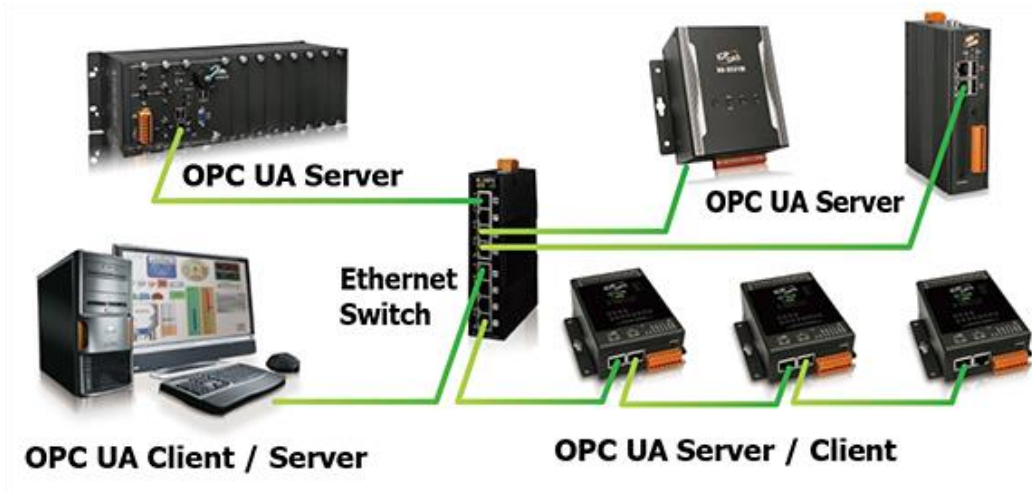 OPC UA Server
OPC UA Server
Ethernet
Switch
OPC UA Client / Server
OPC UA Server / Client